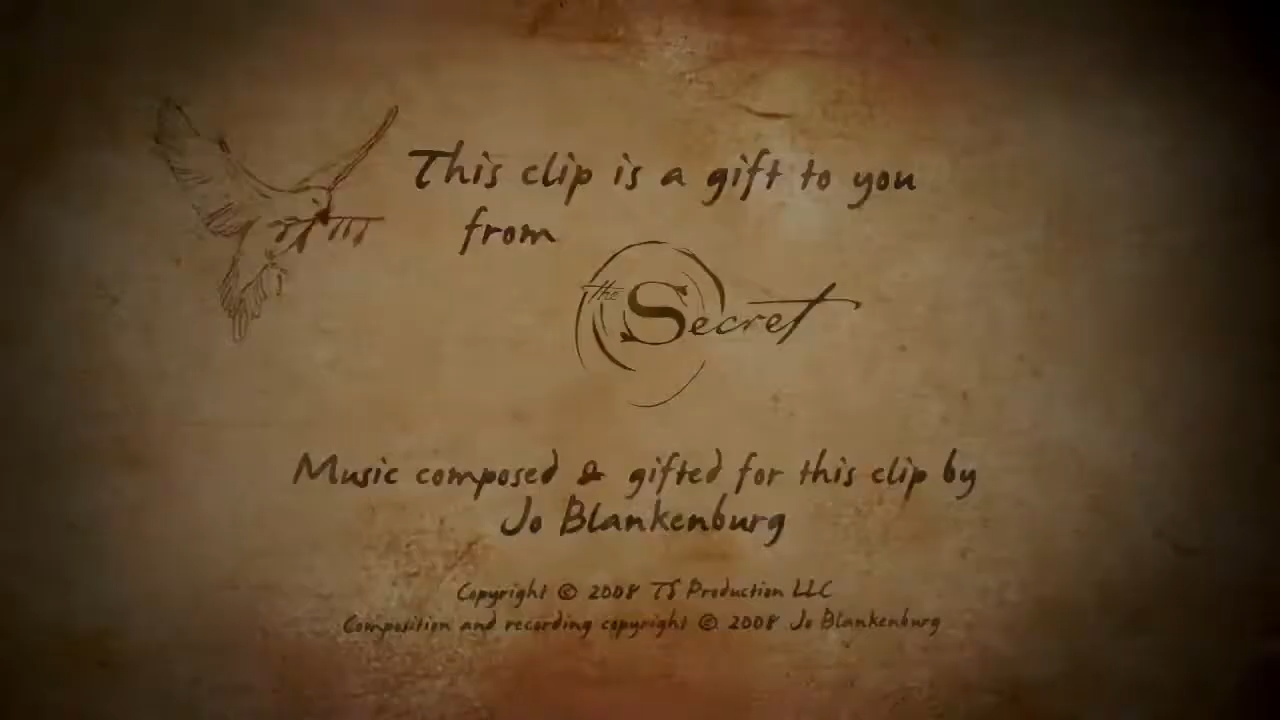 This clip is a gift to you
from
the Secret
Music composed & gifted for this clip by
Jo Blankenburg
Copyright © 2008 TS Production LLC
Composition and recording copyright © 2008 Jo Blankenburg